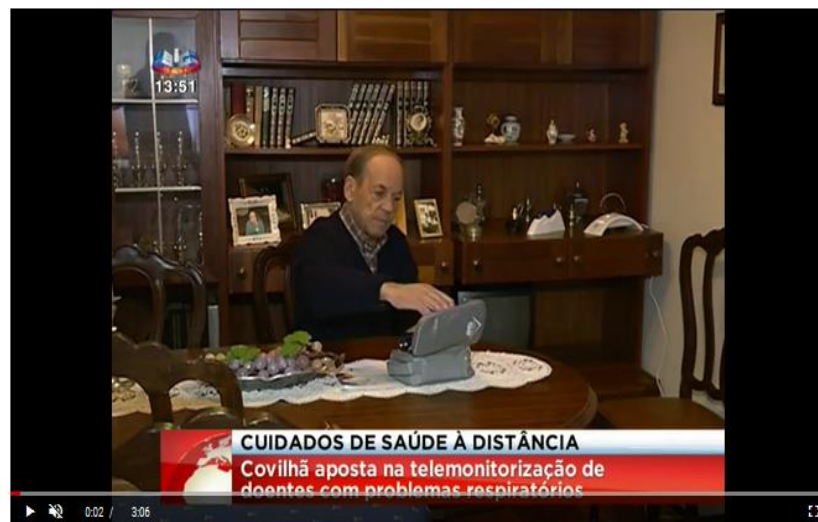 13:51
CUIDADOS DE SAÚDE À DISTÂNCIA
Covilhã aposta na telemonitorização de
doentes com problemas respiratórios
0:02 / 3:06